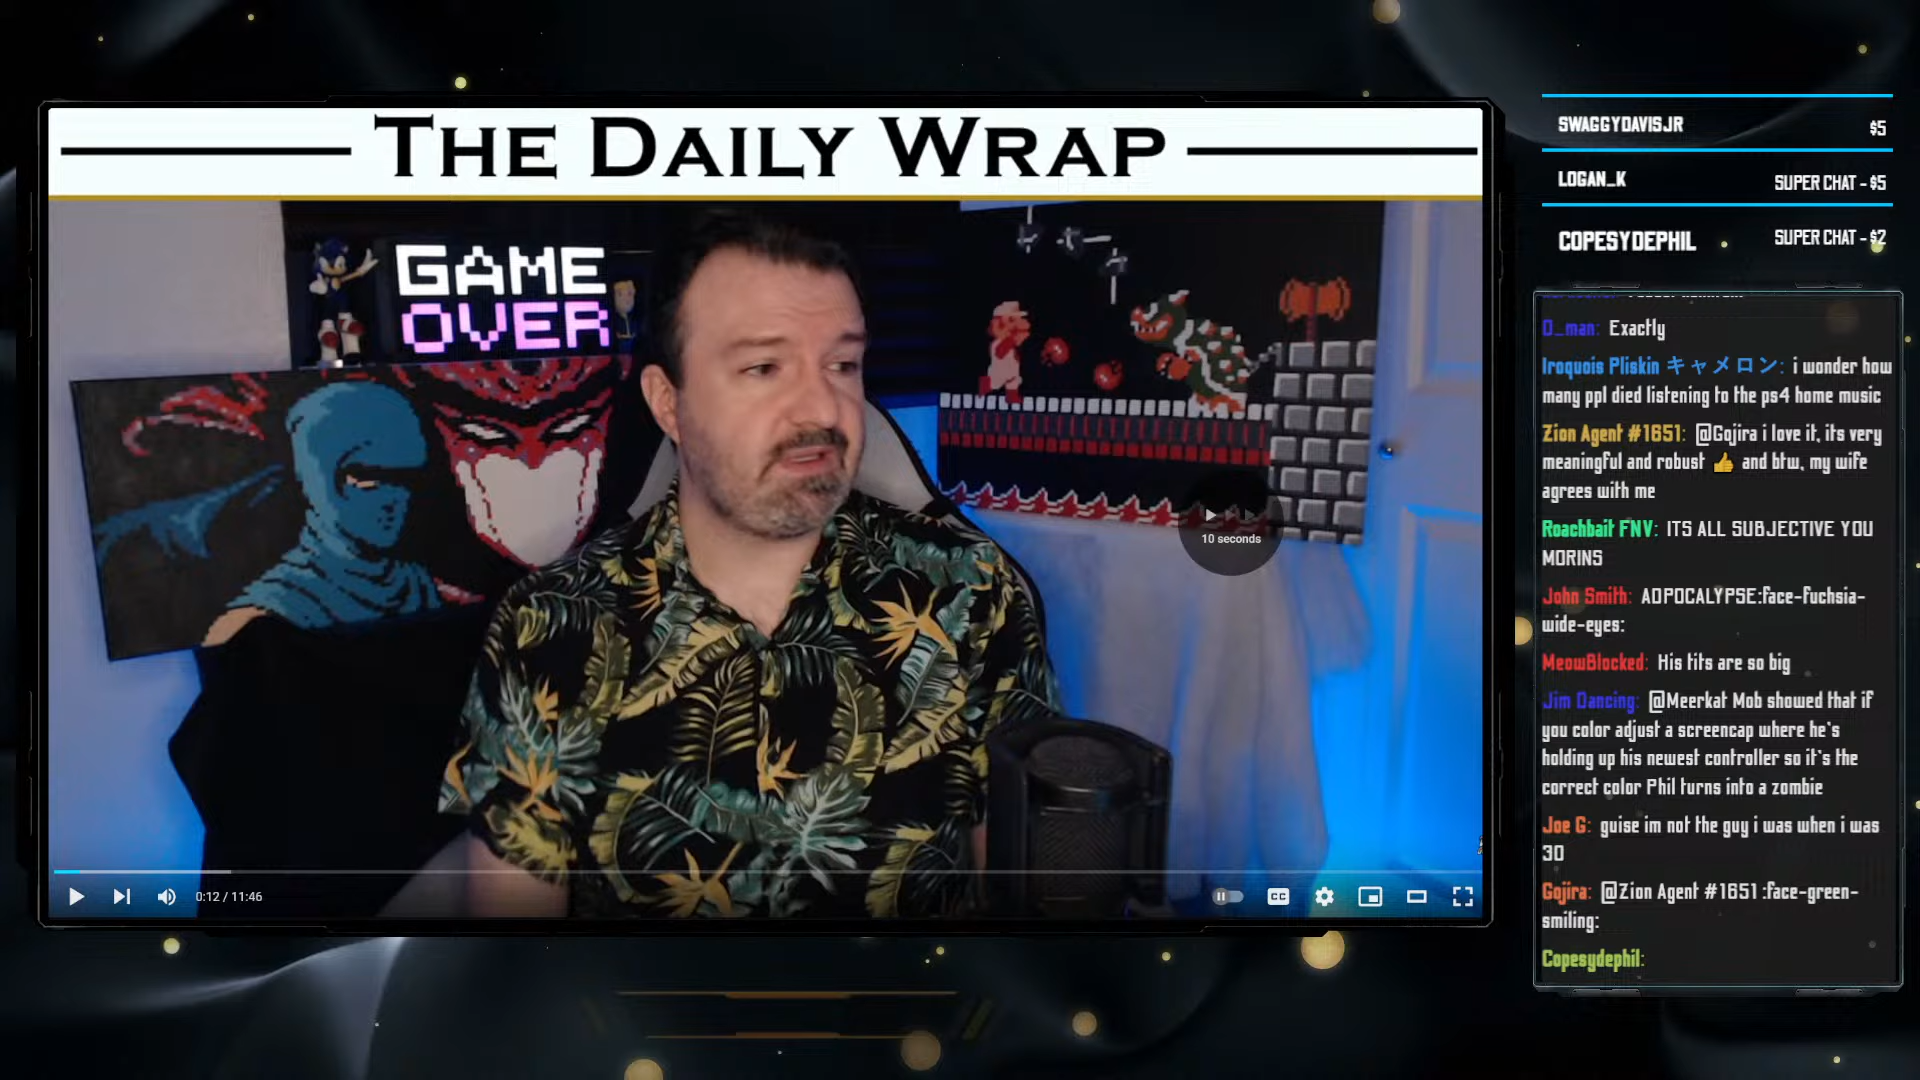 THE DAILY WRAP
GAME
OVER
10 seconds
0:12 / 11:46
CC
SWAGGYDAVISJR
$5
LOGAN_K
SUPER CHAT - $5
COPESYDEPHIL
SUPER CHAT - $2
O_man: Exactly
Iroquois Pliskin キャメロン: i wonder how
many ppl died listening to the ps4 home music
Zion Agent #1651: @Gojira i love it, its very
meaningful and robust 👍 and btw, my wife
agrees with me
Roachbait FNV: ITS ALL SUBJECTIVE YOU
MORINS
John Smith: ADPOCALYPSE:face-fuchsia-
wide-eyes:
MeowBlocked: His tits are so big
Jim Dancing: @Meerkat Mob showed that if
you color adjust a screencap where he's
holding up his newest controller so it's the
correct color Phil turns into a zombie
Joe G: guise im not the guy i was when i was
30
Gojira: @Zion Agent #1651 :face-green-
smiling:
Copesydephil: